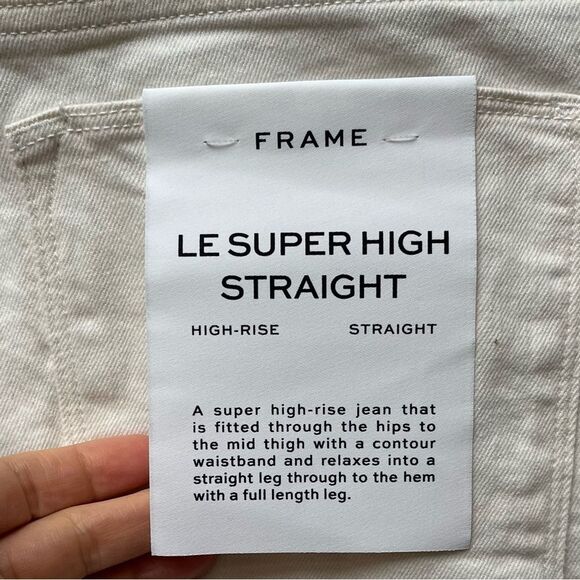 FRAME
LE SUPER HIGH
STRAIGHT
HIGH-RISE STRAIGHT
A super high-rise jean that
is fitted through the hips to
the mid thigh with a contour
waistband and relaxes into a
straight leg through to the hem
with a full length leg.